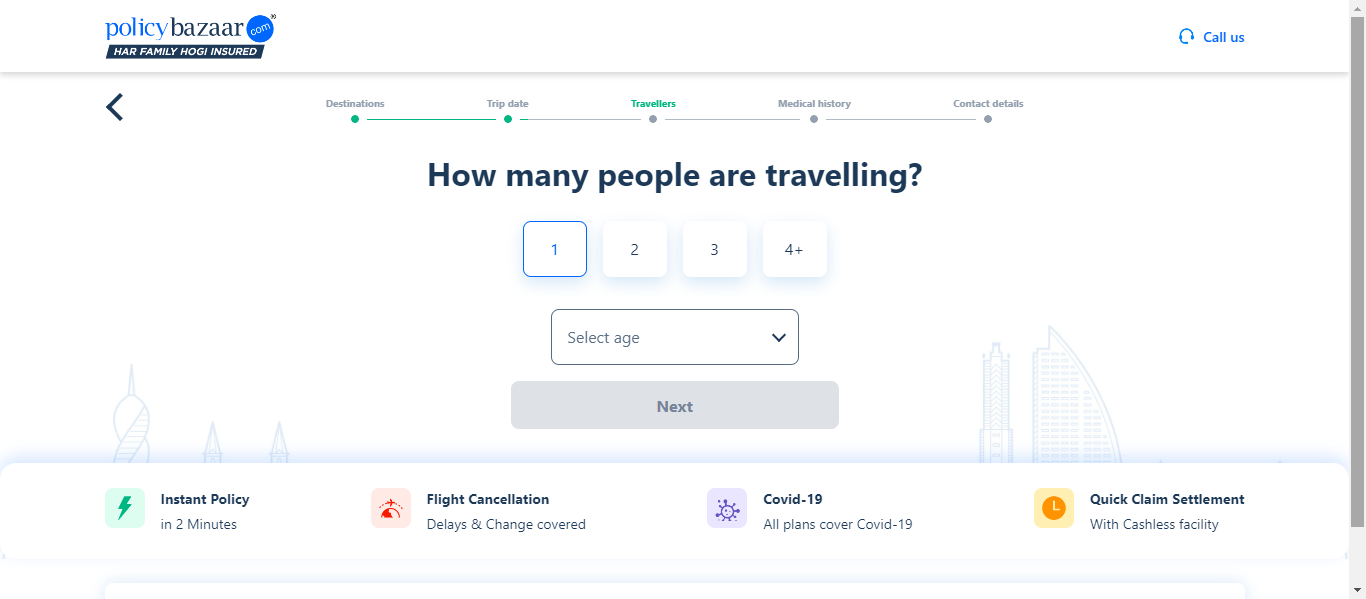 policybazaar.com®
HAR FAMILY HOGI INSURED
Call us
Destinations
Trip date
Travellers
Medical history
Contact details
How many people are travelling?
1
2
3
4+
Select age
Next
Instant Policy
in 2 Minutes
Flight Cancellation
Delays & Change covered
Covid-19
All plans cover Covid-19
Quick Claim Settlement
With Cashless facility